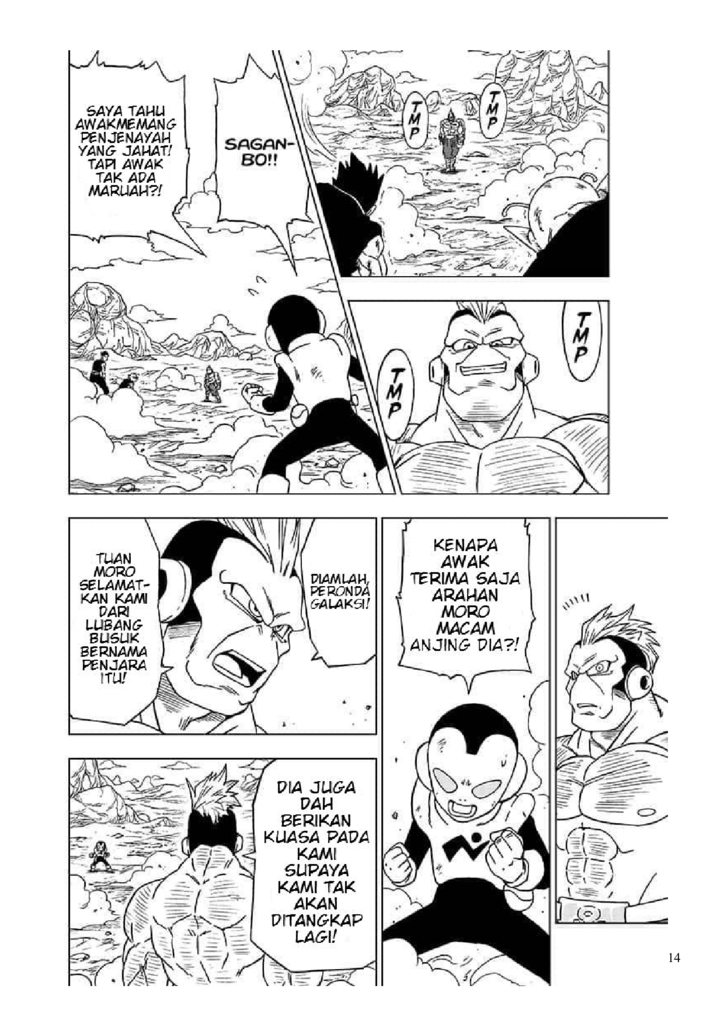 TMP
TMP
SAGAN-
BO!!
SAYA TAHU
AWAKMEMANG
PENJENAYAH
YANG JAHAT!
TAPI AWAK
TAK ADA
MARUAH?!
TMP
TMP
KENAPA
AWAK
TERIMA SAJA
ARAHAN
MORO
MACAM
ANJING DIA?!
DIAMLAH,
PERONDA
GALAKSI!
TUAN
MORO
SELAMAT-
KAN KAMI
DARI
LUBANG
BUSUK
BERNAMA
PENJARA
ITU!
DIA JUGA
DAH
BERIKAN
KUASA PADA
KAMI
SUPAYA
KAMI TAK
AKAN
DITANGKAP
LAGI!
14